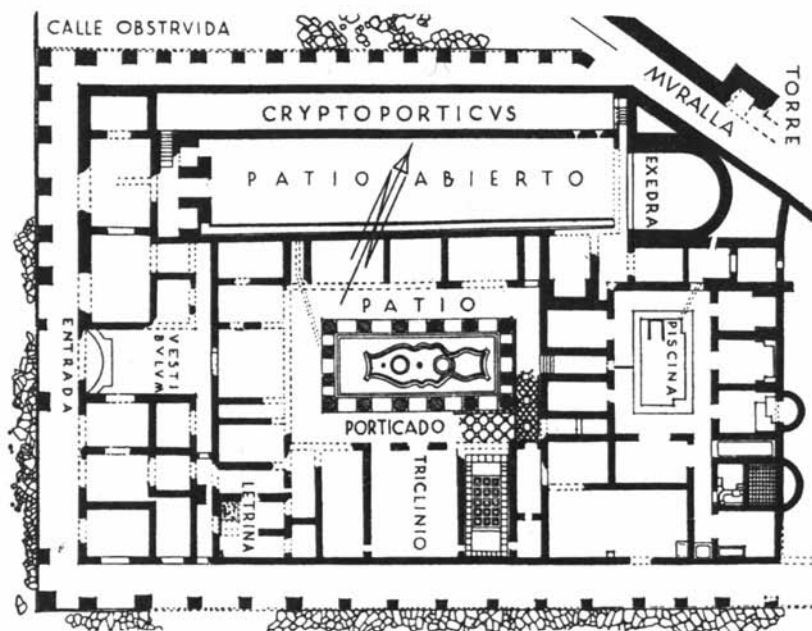 CALLE OBSTRVIDA
TORRE
MVRALLA
CRYPTOPORTICVS
PATIO ABIERTO
EXEDRA
PATIO
ENTRADA
VESTI
BVLVM
PISCINA
PORTICADO
TRICLINIO
LETRINA